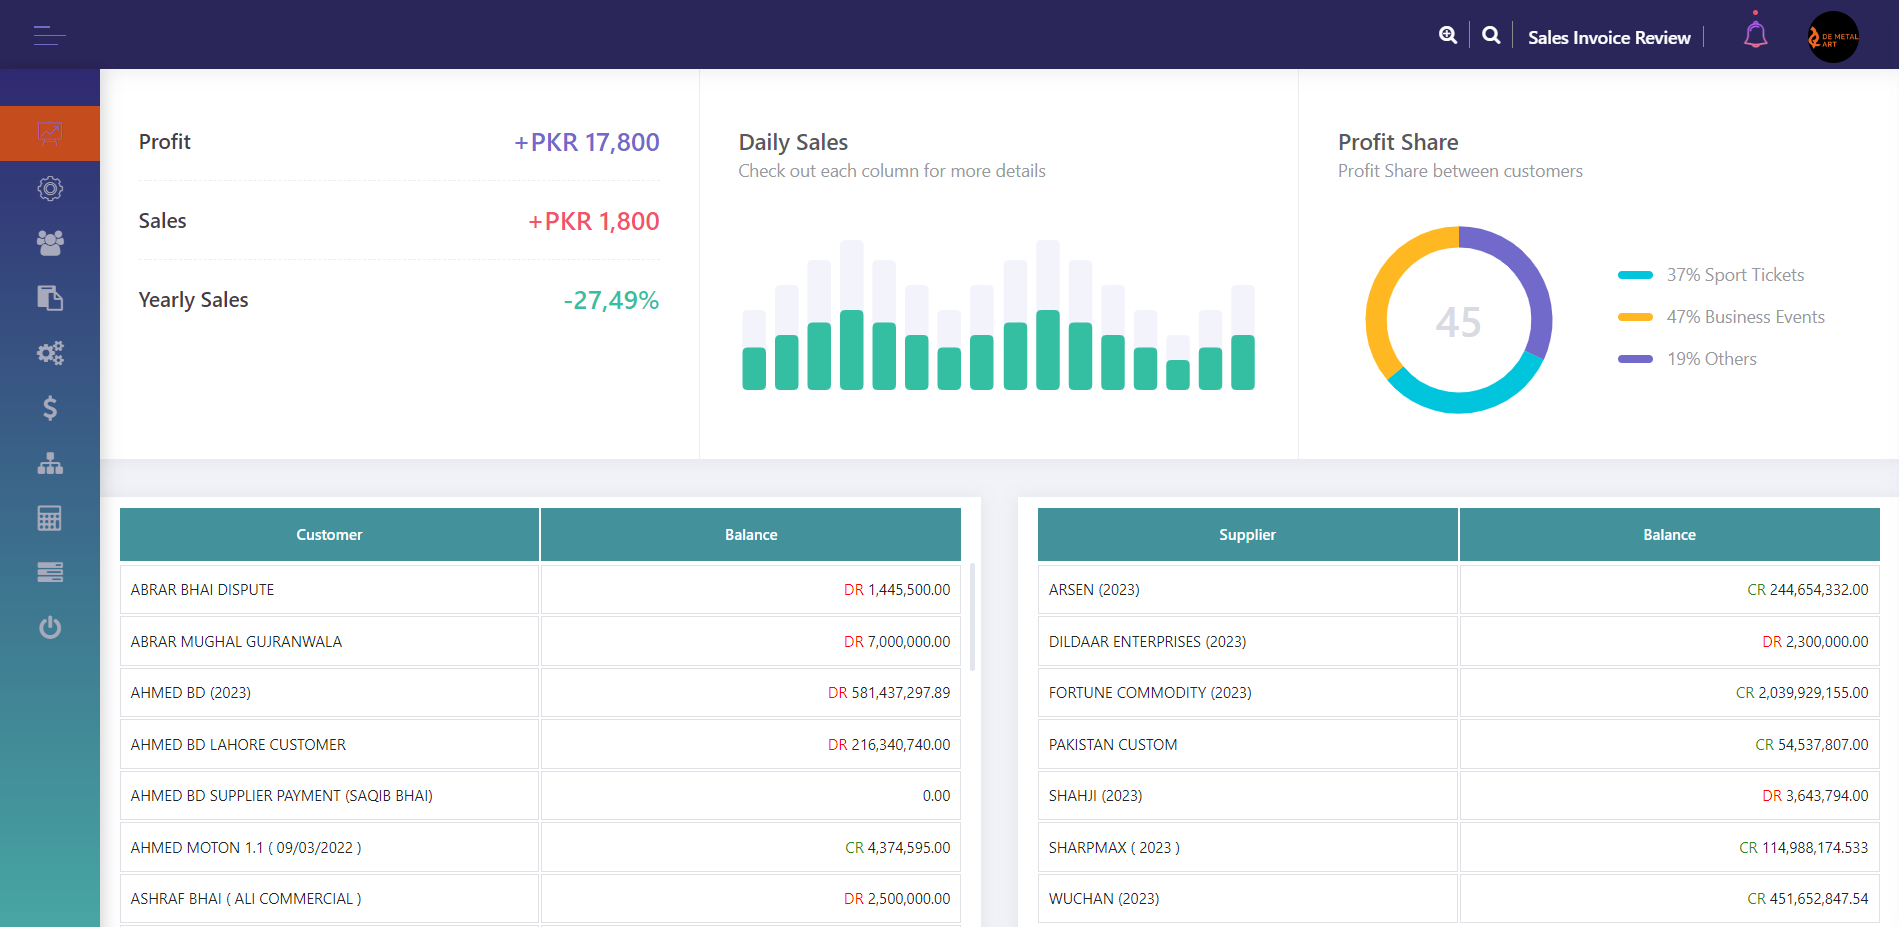 Sales Invoice Review
DE METAL
ART
Profit
+PKR 17,800
Sales
+PKR 1,800
Yearly Sales
-27,49%
Daily Sales
Check out each column for more details
Profit Share
Profit Share between customers
45
37% Sport Tickets
47% Business Events
19% Others
Customer Balance
ABRAR BHAI DISPUTE DR 1,445,500.00
ABRAR MUGHAL GUJRANWALA DR 7,000,000.00
AHMED BD (2023) DR 581,437,297.89
AHMED BD LAHORE CUSTOMER DR 216,340,740.00
AHMED BD SUPPLIER PAYMENT (SAQIB BHAI) 0.00
AHMED MOTON 1.1 ( 09/03/2022 ) CR 4,374,595.00
ASHRAF BHAI ( ALI COMMERCIAL ) DR 2,500,000.00
Supplier Balance
ARSEN (2023) CR 244,654,332.00
DILDAAR ENTERPRISES (2023) DR 2,300,000.00
FORTUNE COMMODITY (2023) CR 2,039,929,155.00
PAKISTAN CUSTOM CR 54,537,807.00
SHAHJI (2023) DR 3,643,794.00
SHARPMAX ( 2023 ) CR 114,988,174.533
WUCHAN (2023) CR 451,652,847.54